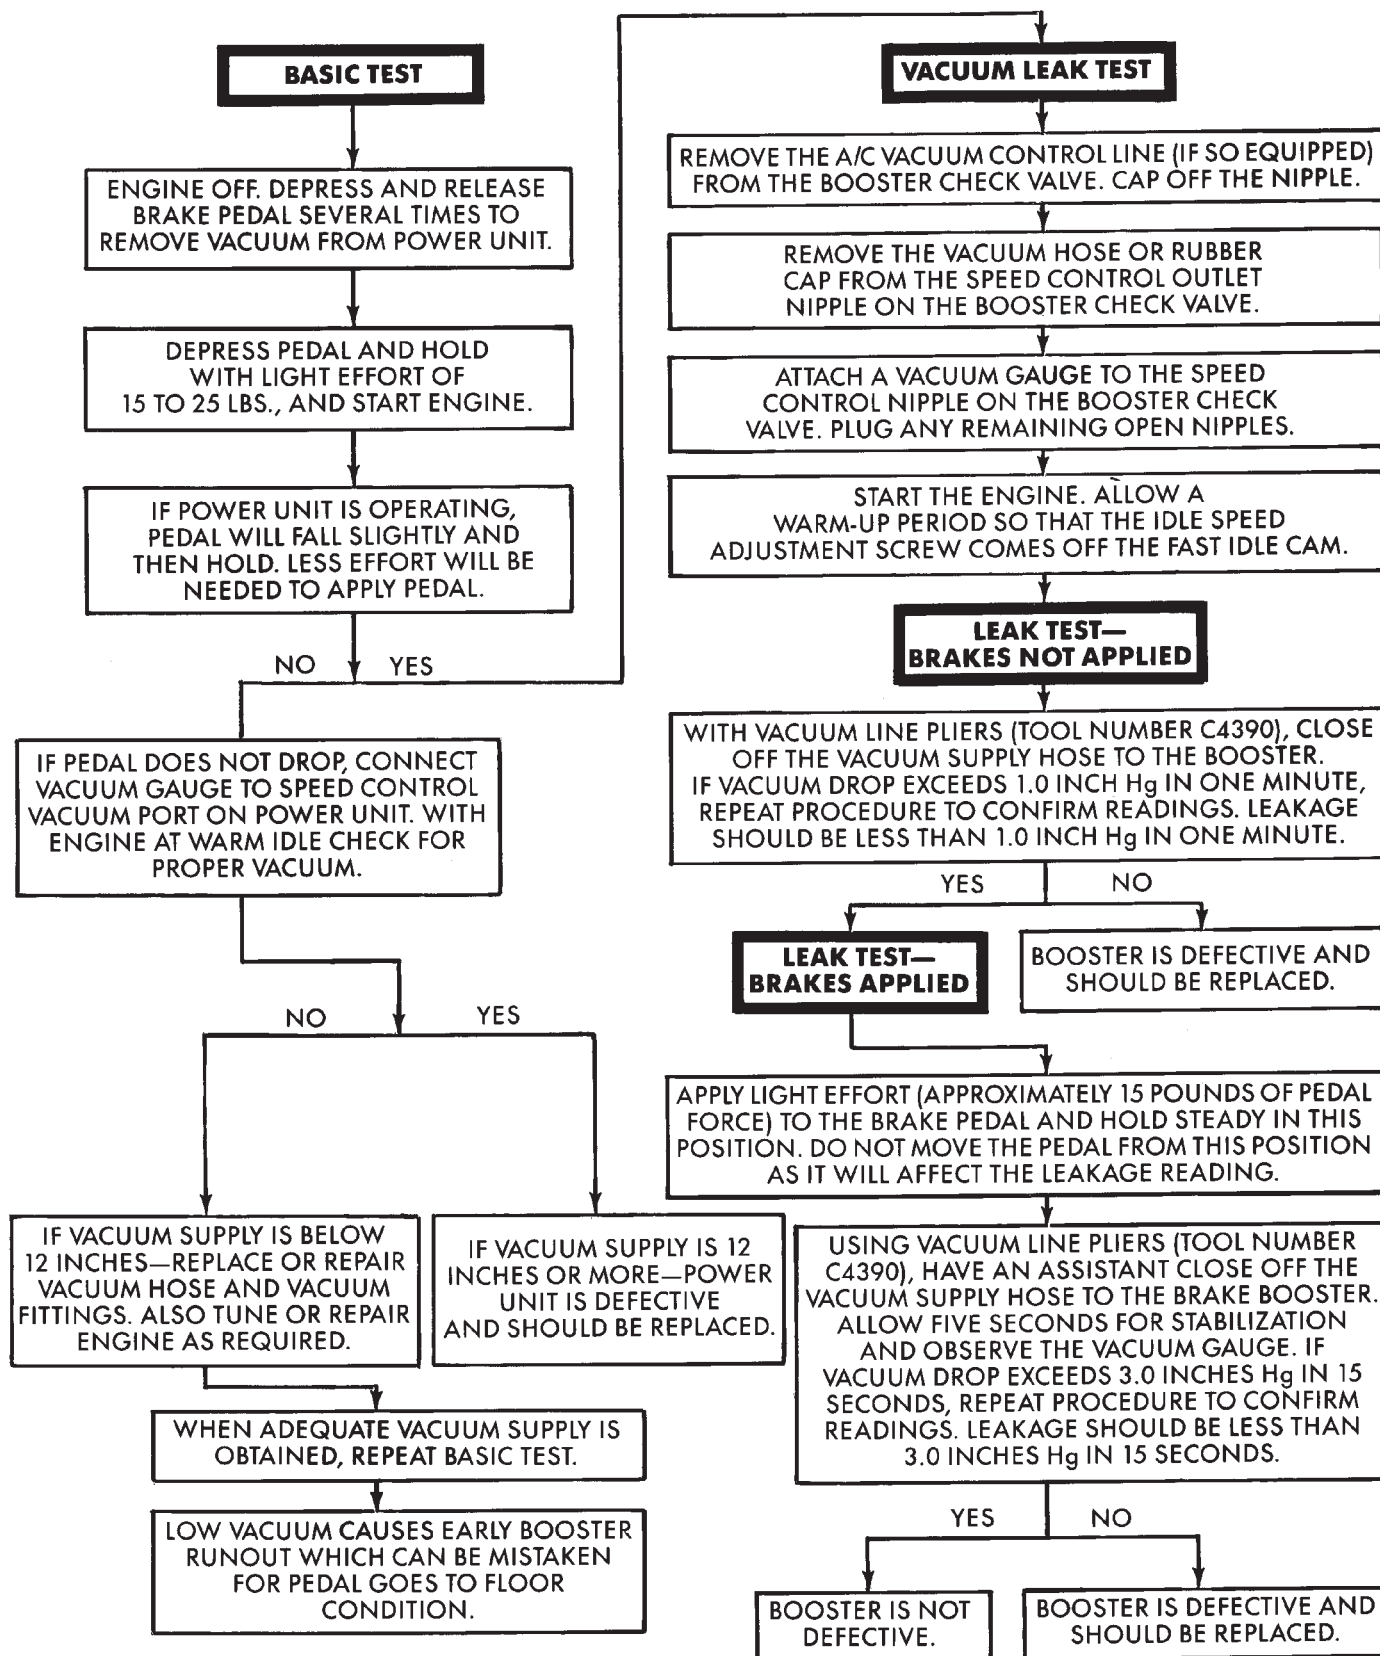 BASIC TEST
ENGINE OFF. DEPRESS AND RELEASE
BRAKE PEDAL SEVERAL TIMES TO
REMOVE VACUUM FROM POWER UNIT.
DEPRESS PEDAL AND HOLD
WITH LIGHT EFFORT OF
15 TO 25 LBS., AND START ENGINE.
IF POWER UNIT IS OPERATING,
PEDAL WILL FALL SLIGHTLY AND
THEN HOLD. LESS EFFORT WILL BE
NEEDED TO APPLY PEDAL.
NO YES
IF PEDAL DOES NOT DROP, CONNECT
VACUUM GAUGE TO SPEED CONTROL
VACUUM PORT ON POWER UNIT. WITH
ENGINE AT WARM IDLE CHECK FOR
PROPER VACUUM.
NO YES
IF VACUUM SUPPLY IS BELOW
12 INCHES—REPLACE OR REPAIR
VACUUM HOSE AND VACUUM
FITTINGS. ALSO TUNE OR REPAIR
ENGINE AS REQUIRED.
IF VACUUM SUPPLY IS 12
INCHES OR MORE—POWER
UNIT IS DEFECTIVE
AND SHOULD BE REPLACED.
WHEN ADEQUATE VACUUM SUPPLY IS
OBTAINED, REPEAT BASIC TEST.
LOW VACUUM CAUSES EARLY BOOSTER
RUNOUT WHICH CAN BE MISTAKEN
FOR PEDAL GOES TO FLOOR
CONDITION.
VACUUM LEAK TEST
REMOVE THE A/C VACUUM CONTROL LINE (IF SO EQUIPPED)
FROM THE BOOSTER CHECK VALVE. CAP OFF THE NIPPLE.
REMOVE THE VACUUM HOSE OR RUBBER
CAP FROM THE SPEED CONTROL OUTLET
NIPPLE ON THE BOOSTER CHECK VALVE.
ATTACH A VACUUM GAUGE TO THE SPEED
CONTROL NIPPLE ON THE BOOSTER CHECK
VALVE. PLUG ANY REMAINING OPEN NIPPLES.
START THE ENGINE. ALLOW A
WARM-UP PERIOD SO THAT THE IDLE SPEED
ADJUSTMENT SCREW COMES OFF THE FAST IDLE CAM.
LEAK TEST—
BRAKES NOT APPLIED
WITH VACUUM LINE PLIERS (TOOL NUMBER C4390), CLOSE
OFF THE VACUUM SUPPLY HOSE TO THE BOOSTER.
IF VACUUM DROP EXCEEDS 1.0 INCH Hg IN ONE MINUTE,
REPEAT PROCEDURE TO CONFIRM READINGS. LEAKAGE
SHOULD BE LESS THAN 1.0 INCH Hg IN ONE MINUTE.
YES NO
LEAK TEST—
BRAKES APPLIED
BOOSTER IS DEFECTIVE AND
SHOULD BE REPLACED.
APPLY LIGHT EFFORT (APPROXIMATELY 15 POUNDS OF PEDAL
FORCE) TO THE BRAKE PEDAL AND HOLD STEADY IN THIS
POSITION. DO NOT MOVE THE PEDAL FROM THIS POSITION
AS IT WILL AFFECT THE LEAKAGE READING.
USING VACUUM LINE PLIERS (TOOL NUMBER
C4390), HAVE AN ASSISTANT CLOSE OFF THE
VACUUM SUPPLY HOSE TO THE BRAKE BOOSTER.
ALLOW FIVE SECONDS FOR STABILIZATION
AND OBSERVE THE VACUUM GAUGE. IF
VACUUM DROP EXCEEDS 3.0 INCHES Hg IN 15
SECONDS, REPEAT PROCEDURE TO CONFIRM
READINGS. LEAKAGE SHOULD BE LESS THAN
3.0 INCHES Hg IN 15 SECONDS.
YES NO
BOOSTER IS NOT
DEFECTIVE.
BOOSTER IS DEFECTIVE AND
SHOULD BE REPLACED.